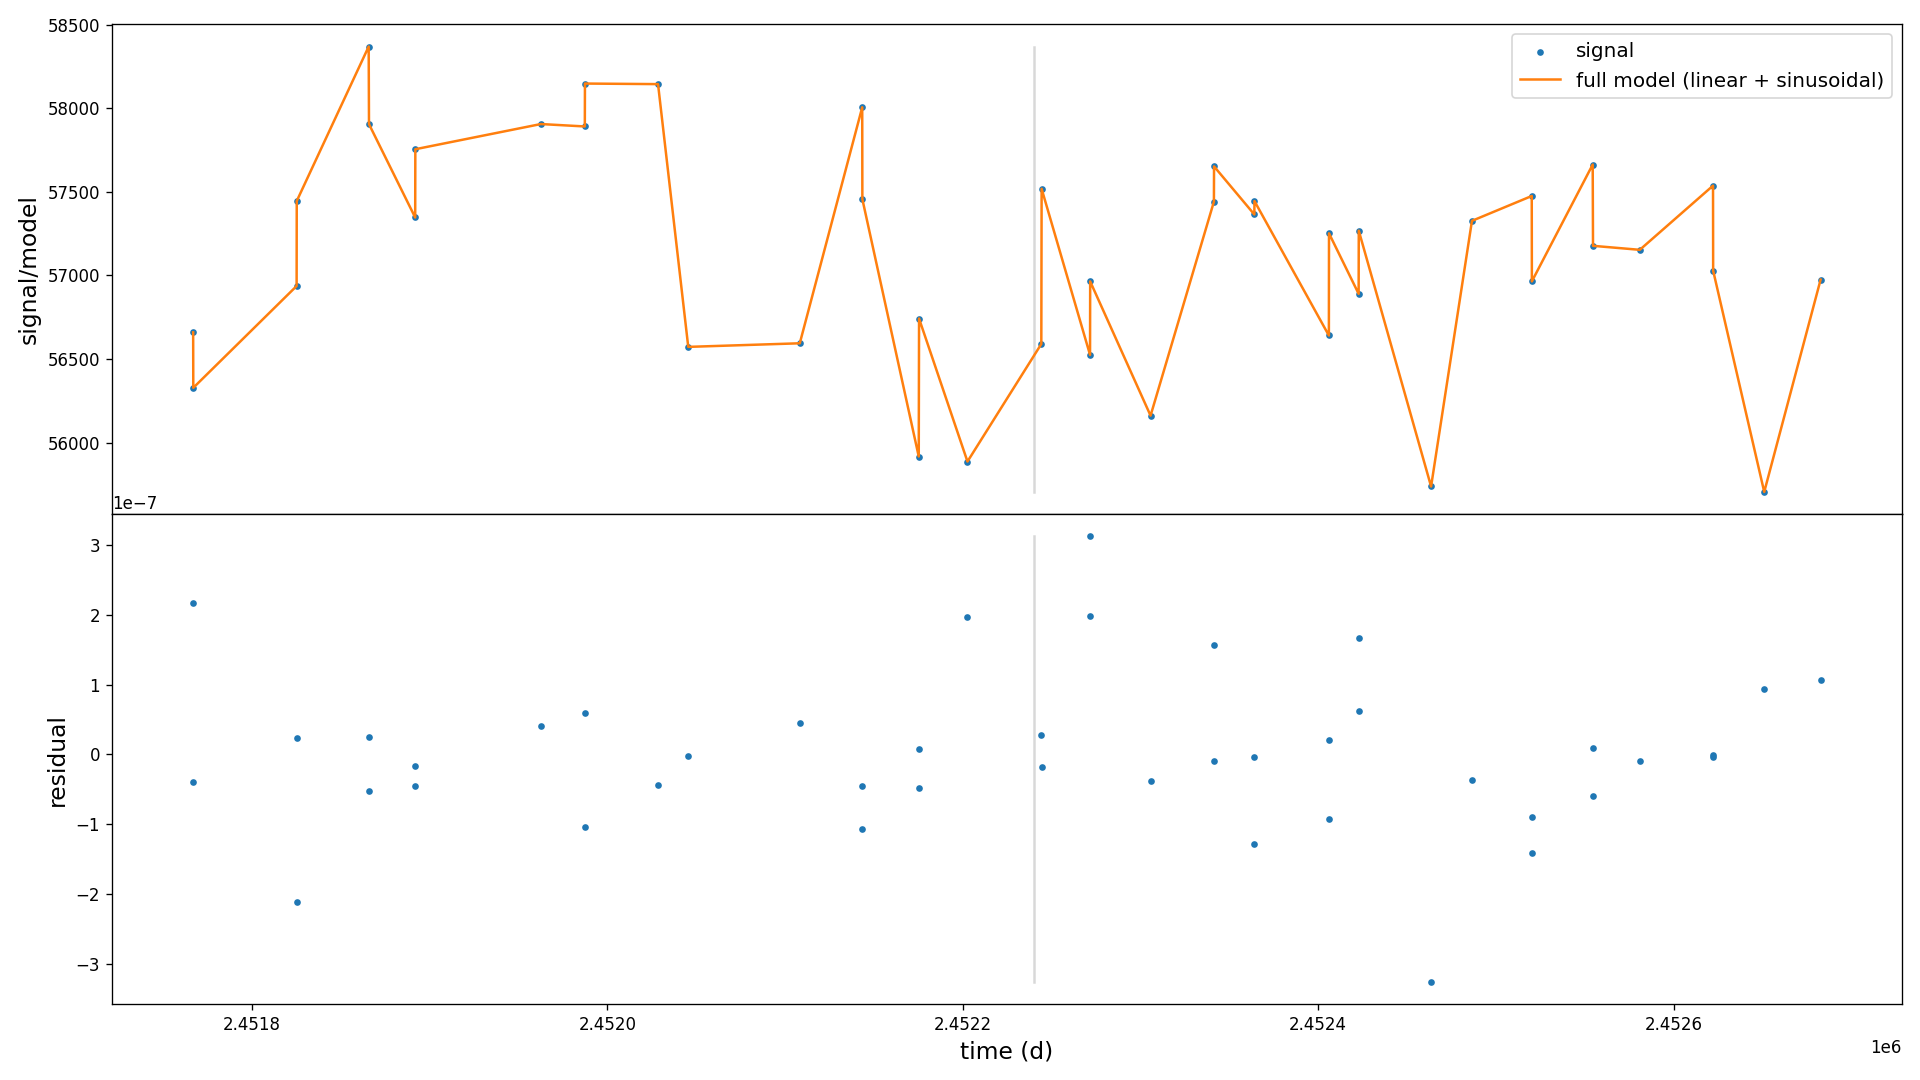 58500
58000
57500
57000
56500
56000
signal/model
signal
full model (linear + sinusoidal)
1e−7
3
2
1
0
−1
−2
−3
residual
2.4518
2.4520
2.4522
2.4524
2.4526
1e6
time (d)